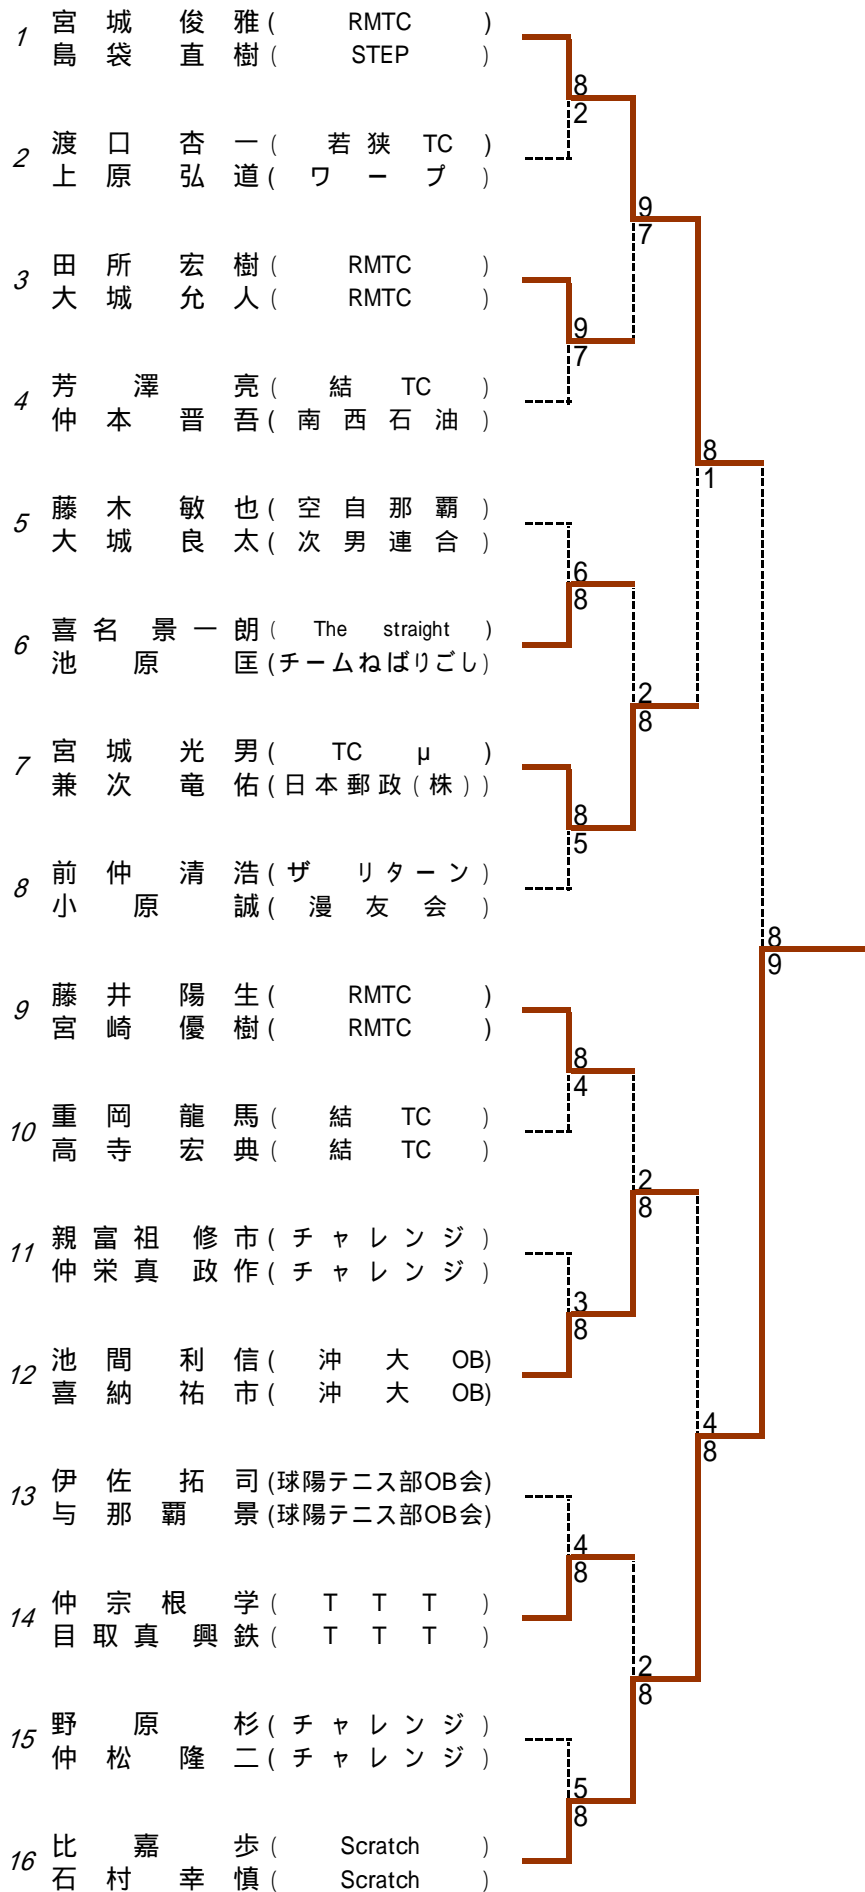 1 宮城 俊雅 ( RMTC )
島袋 直樹 ( STEP )
8
2
2 渡口 杏一 ( 若狭 TC )
上原 弘道 ( ワープ )
9
7
3 田所 宏樹 ( RMTC )
大城 允人 ( RMTC )
9
7
4 芳澤 亮 ( 結 TC )
仲本 晋吾 ( 南西石油 )
8
1
5 藤木 敏也 ( 空自那覇 )
大城 良太 ( 次男連合 )
6
8
6 喜名 景一朗 ( The straight )
池原 匡 (チームねばりごし)
2
8
7 宮城 光男 ( TC μ )
兼次 竜佑 (日本郵政(株))
8
5
8 前仲 清浩 (ザ リターン)
小原 誠 ( 漫友会 )
8
9
9 藤井 陽生 ( RMTC )
宮崎 優樹 ( RMTC )
8
4
10 重岡 龍馬 ( 結 TC )
高寺 宏典 ( 結 TC )
2
8
11 親富祖 修市 ( チャレンジ )
仲栄真 政作 ( チャレンジ )
3
8
12 池間 利信 ( 沖大 OB)
喜納 祐市 ( 沖大 OB)
4
8
13 伊佐 拓司 (球陽テニス部OB会)
与那覇 景 (球陽テニス部OB会)
4
8
14 仲宗根 学 ( T T T )
目取真 興鉄 ( T T T )
2
8
15 野原 杉 ( チャレンジ )
仲松 隆二 ( チャレンジ )
5
8
16 比嘉 歩 ( Scratch )
石村 幸慎 ( Scratch )